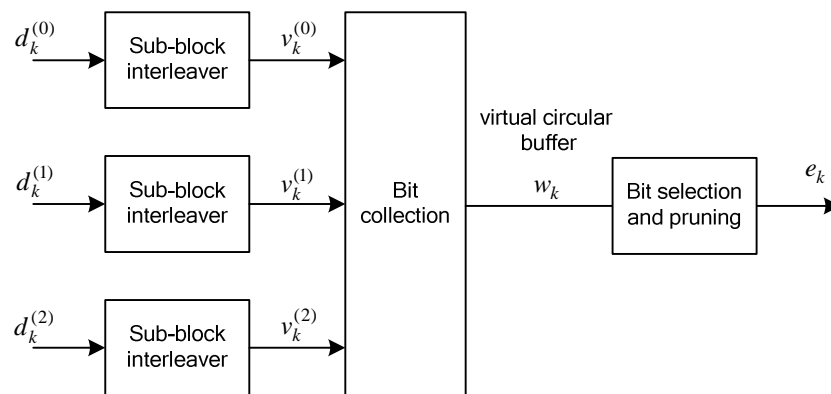 d_k^{(0)}
Sub-block
interleaver
v_k^{(0)}
d_k^{(1)}
Sub-block
interleaver
v_k^{(1)}
d_k^{(2)}
Sub-block
interleaver
v_k^{(2)}
Bit
collection
virtual circular
buffer
w_k
Bit selection
and pruning
e_k